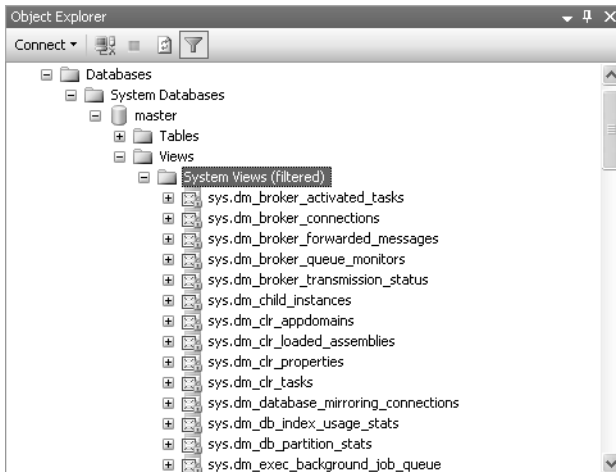 Object Explorer
Connect
Databases
System Databases
master
Tables
Views
System Views (filtered)
sys.dm_broker_activated_tasks
sys.dm_broker_connections
sys.dm_broker_forwarded_messages
sys.dm_broker_queue_monitors
sys.dm_broker_transmission_status
sys.dm_child_instances
sys.dm_clr_appdomains
sys.dm_clr_loaded_assemblies
sys.dm_clr_properties
sys.dm_clr_tasks
sys.dm_database_mirroring_connections
sys.dm_db_index_usage_stats
sys.dm_db_partition_stats
sys.dm_exec_background_job_queue